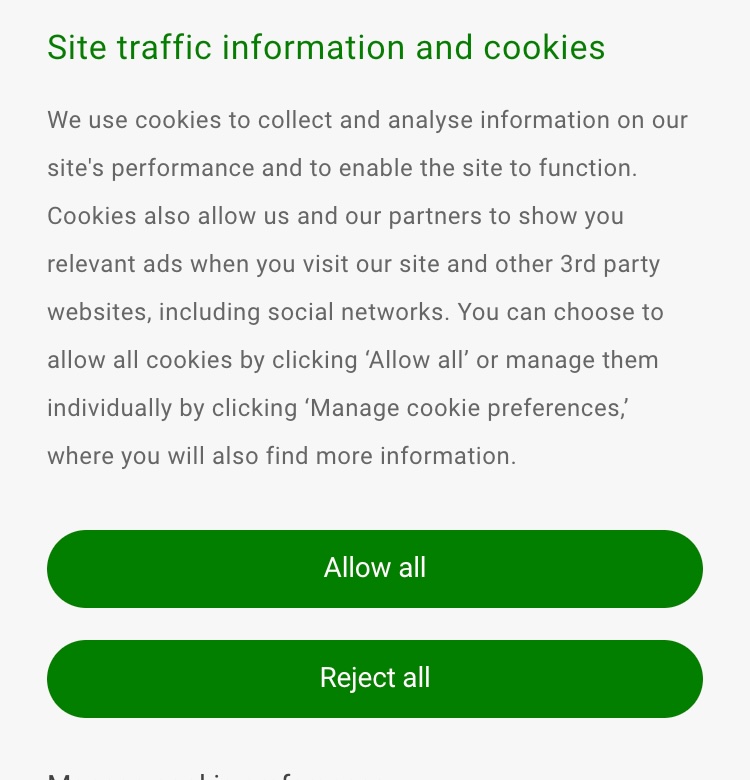 Site traffic information and cookies
We use cookies to collect and analyse information on our
site's performance and to enable the site to function.
Cookies also allow us and our partners to show you
relevant ads when you visit our site and other 3rd party
websites, including social networks. You can choose to
allow all cookies by clicking ‘Allow all’ or manage them
individually by clicking ‘Manage cookie preferences,’
where you will also find more information.
Allow all
Reject all